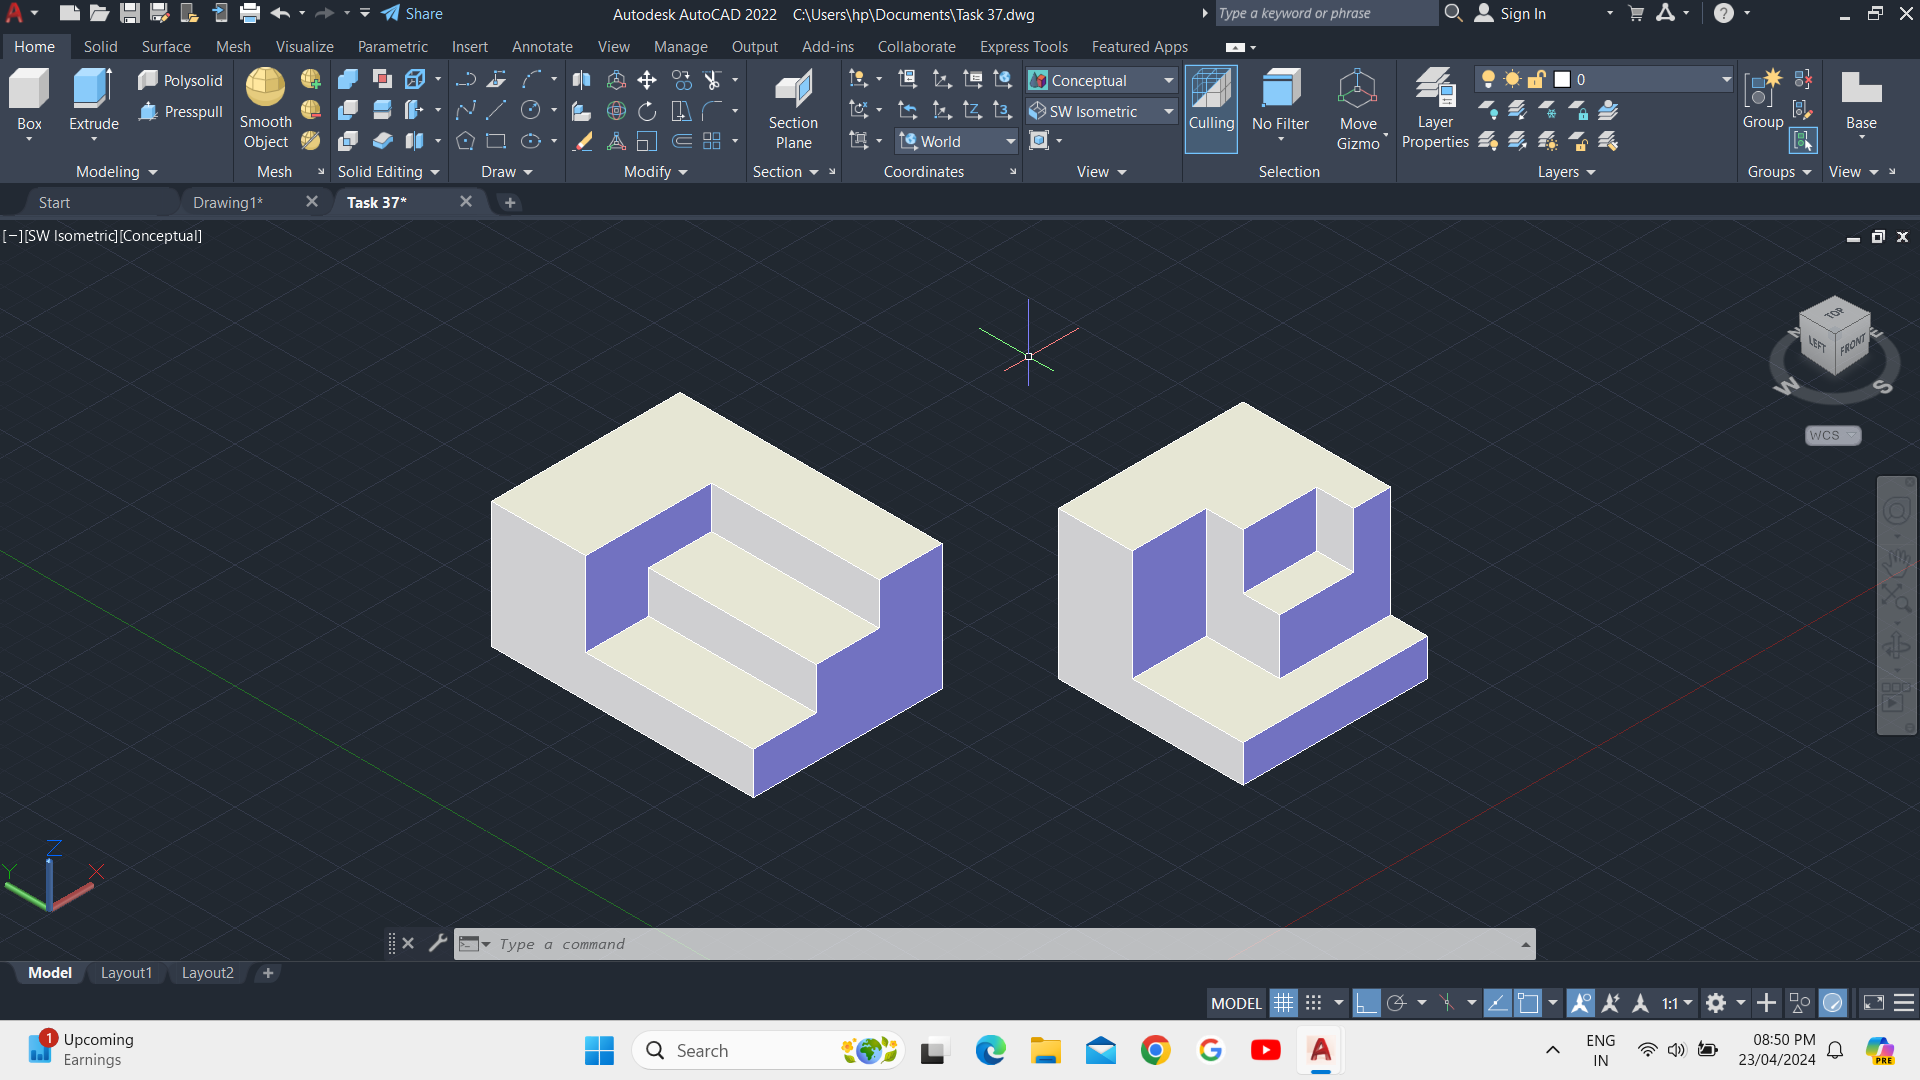 Share
Autodesk AutoCAD 2022 C:\Users\hp\Documents\Task 37.dwg
Type a keyword or phrase
Sign In
Home Solid Surface Mesh Visualize Parametric Insert Annotate View Manage Output Add-ins Collaborate Express Tools Featured Apps
Box
Extrude
Polysolid
Presspull
Smooth
Object
Section
Plane
World
Conceptual
SW Isometric
Culling
No Filter
Move
Gizmo
Layer
Properties
0
Group
Base
Modeling Mesh Solid Editing Draw Modify Section Coordinates View Selection Layers Groups View
Start Drawing1* Task 37*
[−][SW Isometric][Conceptual]
TOP
LEFT FRONT
N E
W S
WCS
Z
Y X
Type a command
Model Layout1 Layout2
MODEL 1:1
1 Upcoming
Earnings
Search
ENG
IN
08:50 PM
23/04/2024
PRE